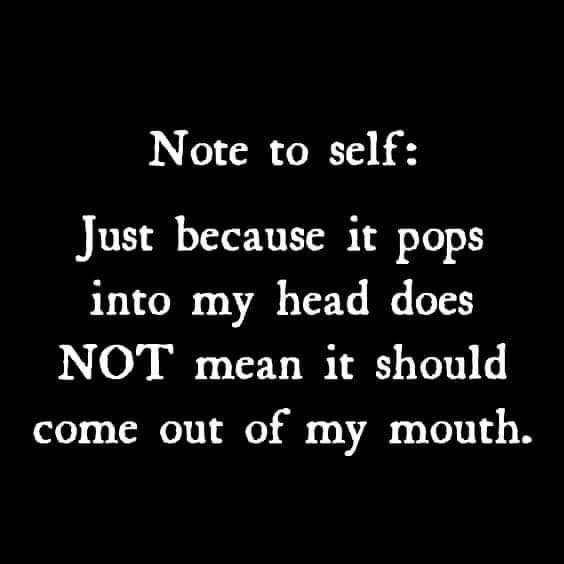 Note to self:
Just because it pops
into my head does
NOT mean it should
come out of my mouth.